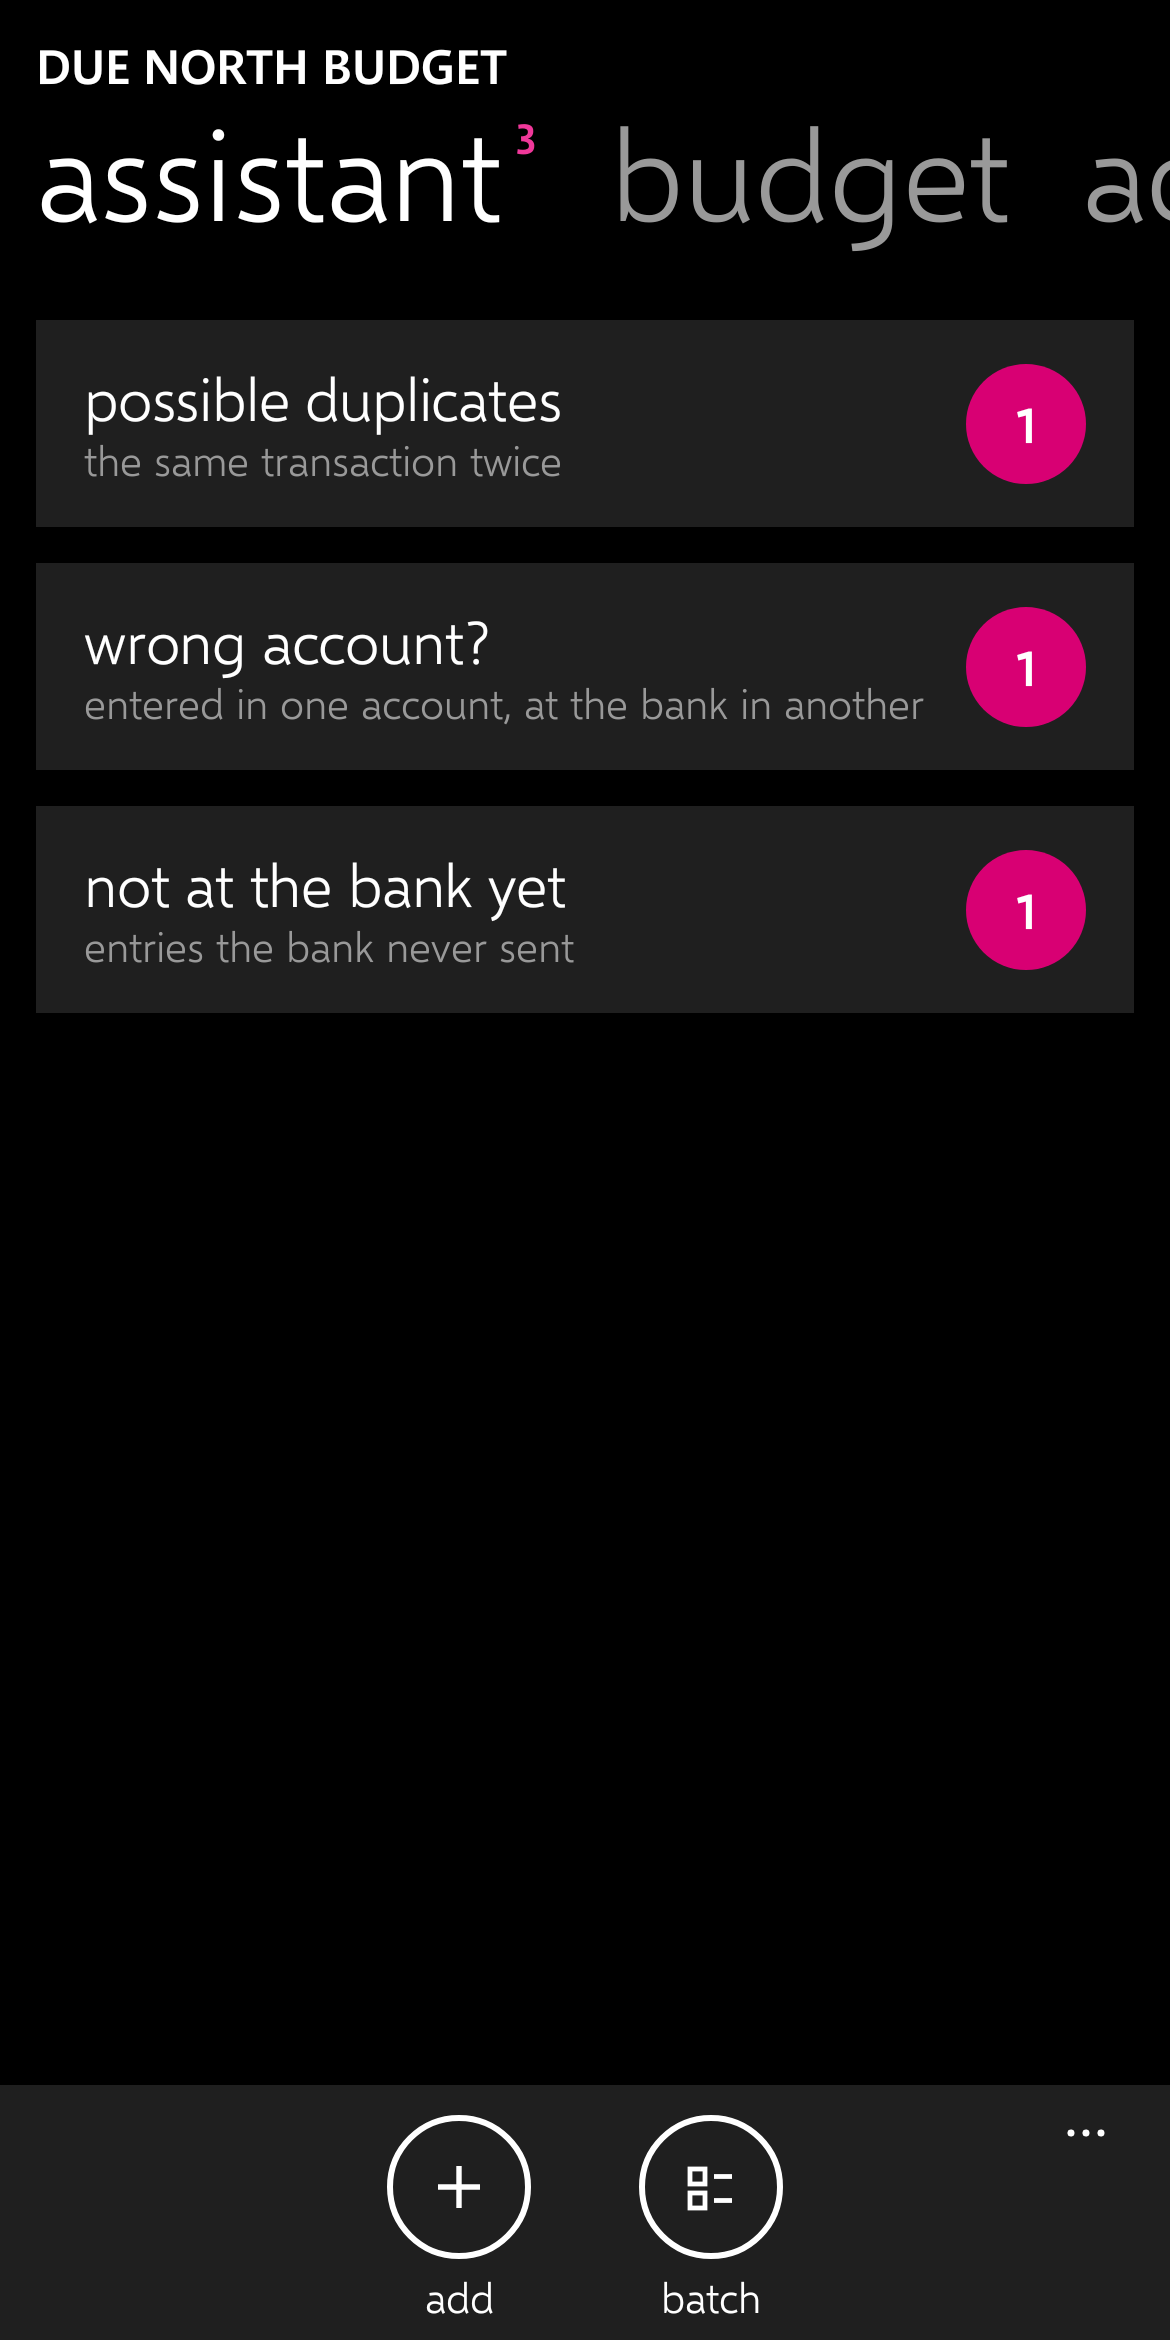 DUE NORTH BUDGET
assistant 3 budget ac
possible duplicates
the same transaction twice
1
wrong account?
entered in one account, at the bank in another
1
not at the bank yet
entries the bank never sent
1
add batch